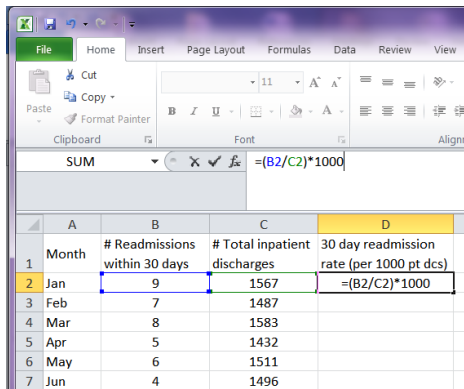 File Home Insert Page Layout Formulas Data Review View
Cut
Copy
Format Painter
Paste
11 A A
B I U A
Clipboard Font Alignm
SUM fx =(B2/C2)*1000
A B C D
1 Month # Readmissions within 30 days # Total inpatient discharges 30 day readmission rate (per 1000 pt dcs)
2 Jan 9 1567 =(B2/C2)*1000
3 Feb 7 1487
4 Mar 8 1583
5 Apr 5 1432
6 May 6 1511
7 Jun 4 1496